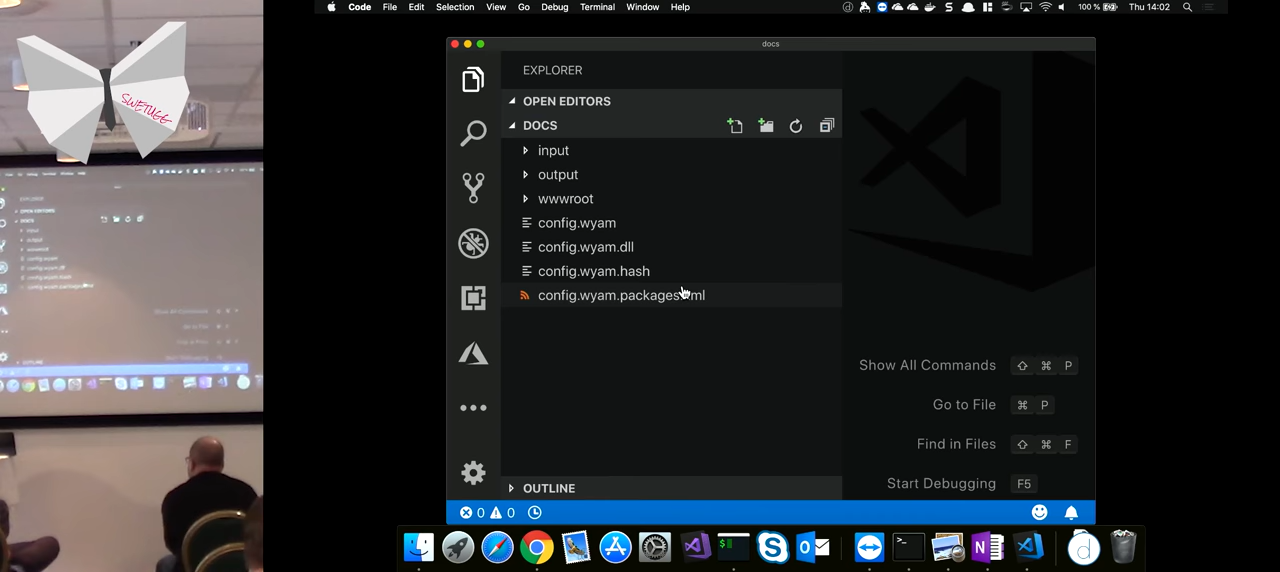 SWETUGG
Code File Edit Selection View Go Debug Terminal Window Help 100 % Thu 14:02
docs
EXPLORER
OPEN EDITORS
DOCS
input
output
wwwroot
config.wyam
config.wyam.dll
config.wyam.hash
config.wyam.packages.xml
Show All Commands ⇧ ⌘ P
Go to File ⌘ P
Find in Files ⇧ ⌘ F
Start Debugging F5
OUTLINE
0 0